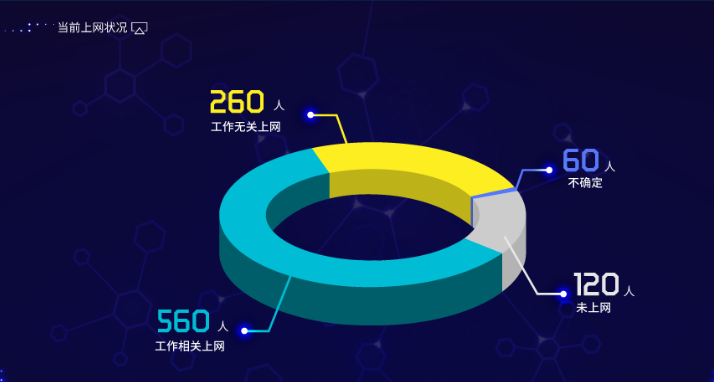 当前上网状况
260 人
工作无关上网
60 人
不确定
120 人
未上网
560 人
工作相关上网